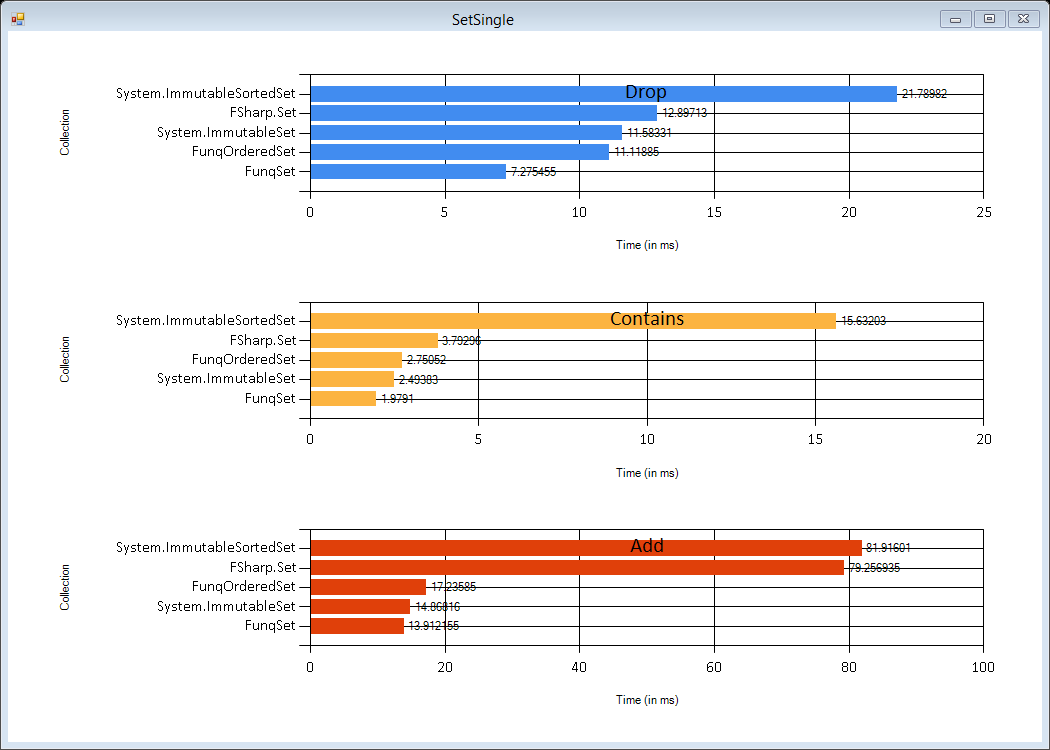 SetSingle
Drop
Collection
System.ImmutableSortedSet 21.78982
FSharp.Set 12.89713
System.ImmutableSet 11.58331
FunqOrderedSet 11.11885
FunqSet 7.275455
0 5 10 15 20 25
Time (in ms)
Contains
Collection
System.ImmutableSortedSet 15.63203
FSharp.Set 3.79296
FunqOrderedSet 2.75052
System.ImmutableSet 2.49383
FunqSet 1.9791
0 5 10 15 20
Time (in ms)
Add
Collection
System.ImmutableSortedSet 81.91601
FSharp.Set 79.256935
FunqOrderedSet 17.23585
System.ImmutableSet 14.86816
FunqSet 13.912155
0 20 40 60 80 100
Time (in ms)